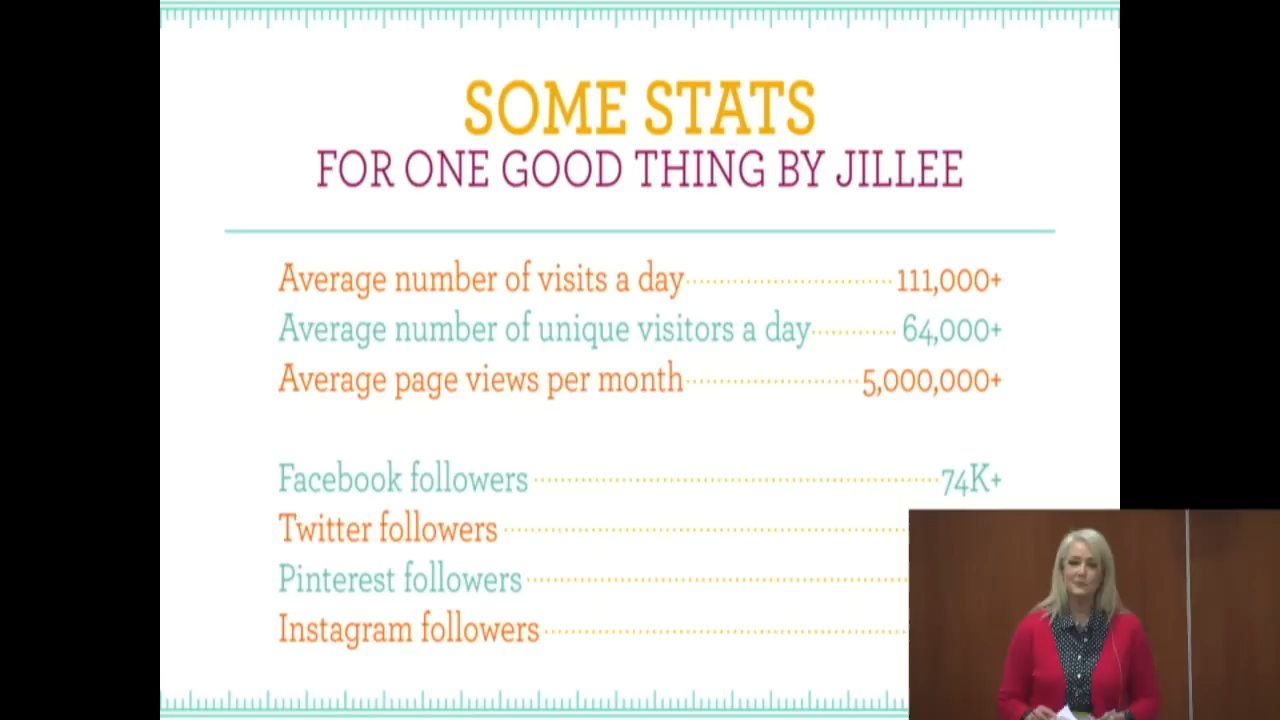 SOME STATS
FOR ONE GOOD THING BY JILLEE
Average number of visits a day 111,000+
Average number of unique visitors a day 64,000+
Average page views per month 5,000,000+
Facebook followers 74K+
Twitter followers
Pinterest followers
Instagram followers